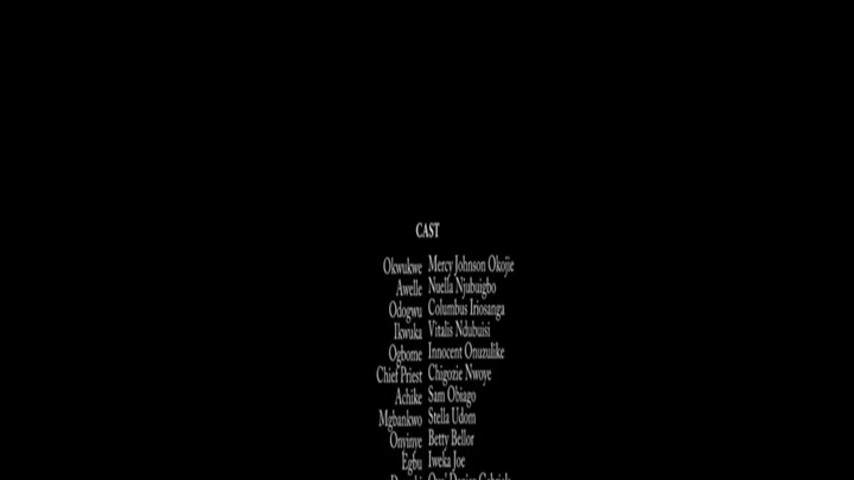 CAST
Okwukwe Mercy Johnson Okojie
Awelle Nuella Njubuigbo
Odogwu Columbus Iriosanga
Ikwuka Vitalis Ndubuisi
Ogbome Innocent Onuzulike
Chief Priest Chigozie Nwoye
Achike Sam Obiago
Mgbankwo Stella Udom
Onyinye Betty Bellor
Egbu Iweka Joe